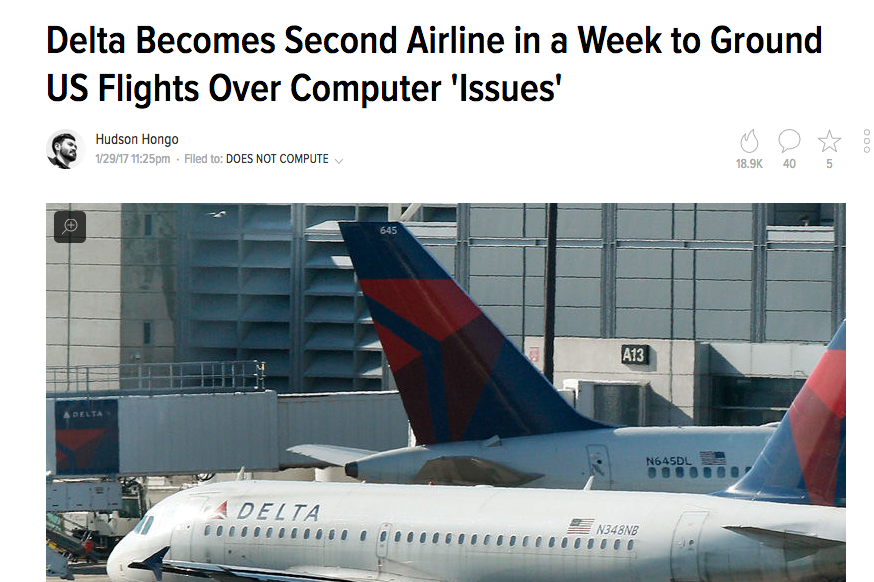 Delta Becomes Second Airline in a Week to Ground
US Flights Over Computer 'Issues'
Hudson Hongo
1/29/17 11:25pm · Filed to: DOES NOT COMPUTE
18.9K 40 5
645
A13
DELTA
N645DL
DELTA
N348NB